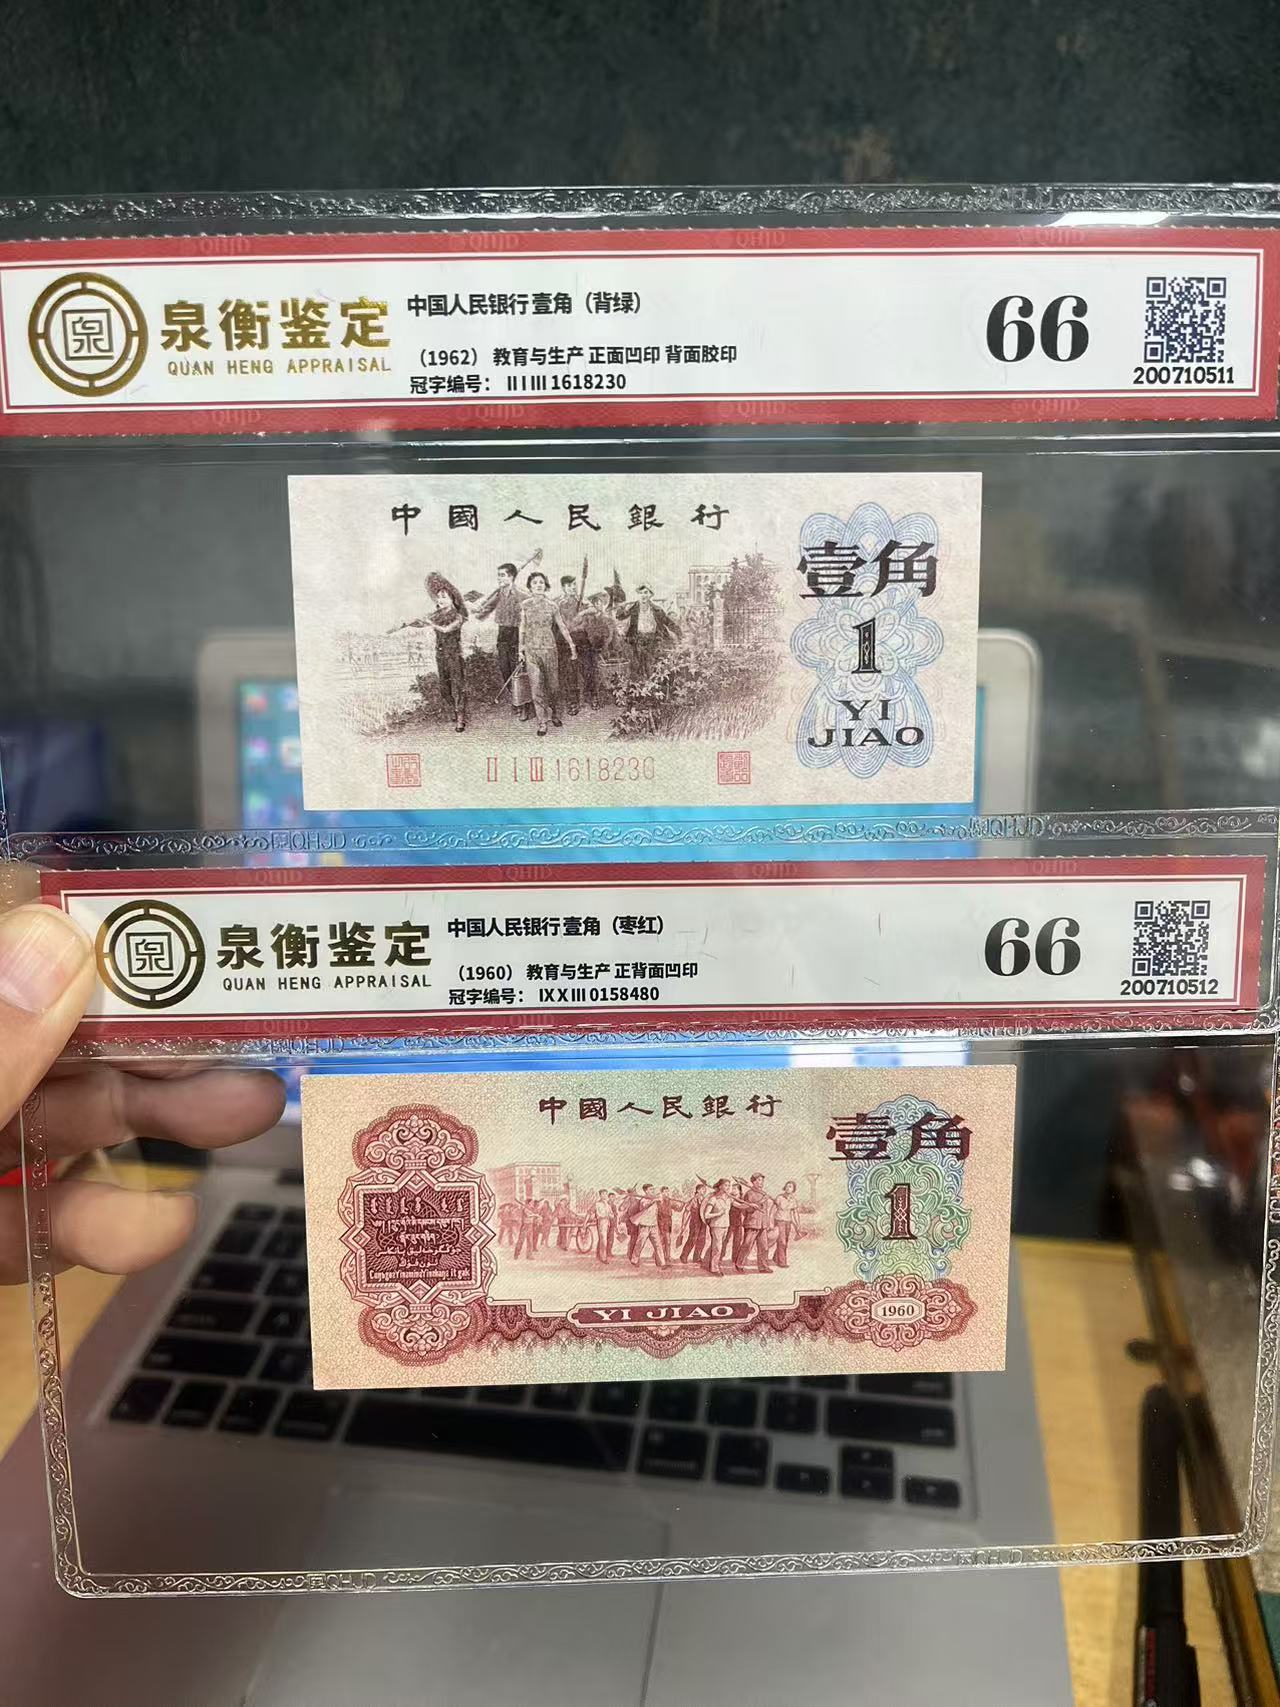 泉衡鉴定
QUAN HENG APPRAISAL
中国人民银行 壹角（背绿）
（1962） 教育与生产 正面凹印 背面胶印
冠字编号： II I III 1618230
66
200710511
中國人民銀行
壹角
1
YI
JIAO
II I III 1618230
QHJD
泉衡鉴定
QUAN HENG APPRAISAL
中国人民银行 壹角（枣红）
（1960） 教育与生产 正背面凹印
冠字编号： IX X III 0158480
66
200710512
中國人民銀行
壹角
1
YI JIAO
1960
QHJD